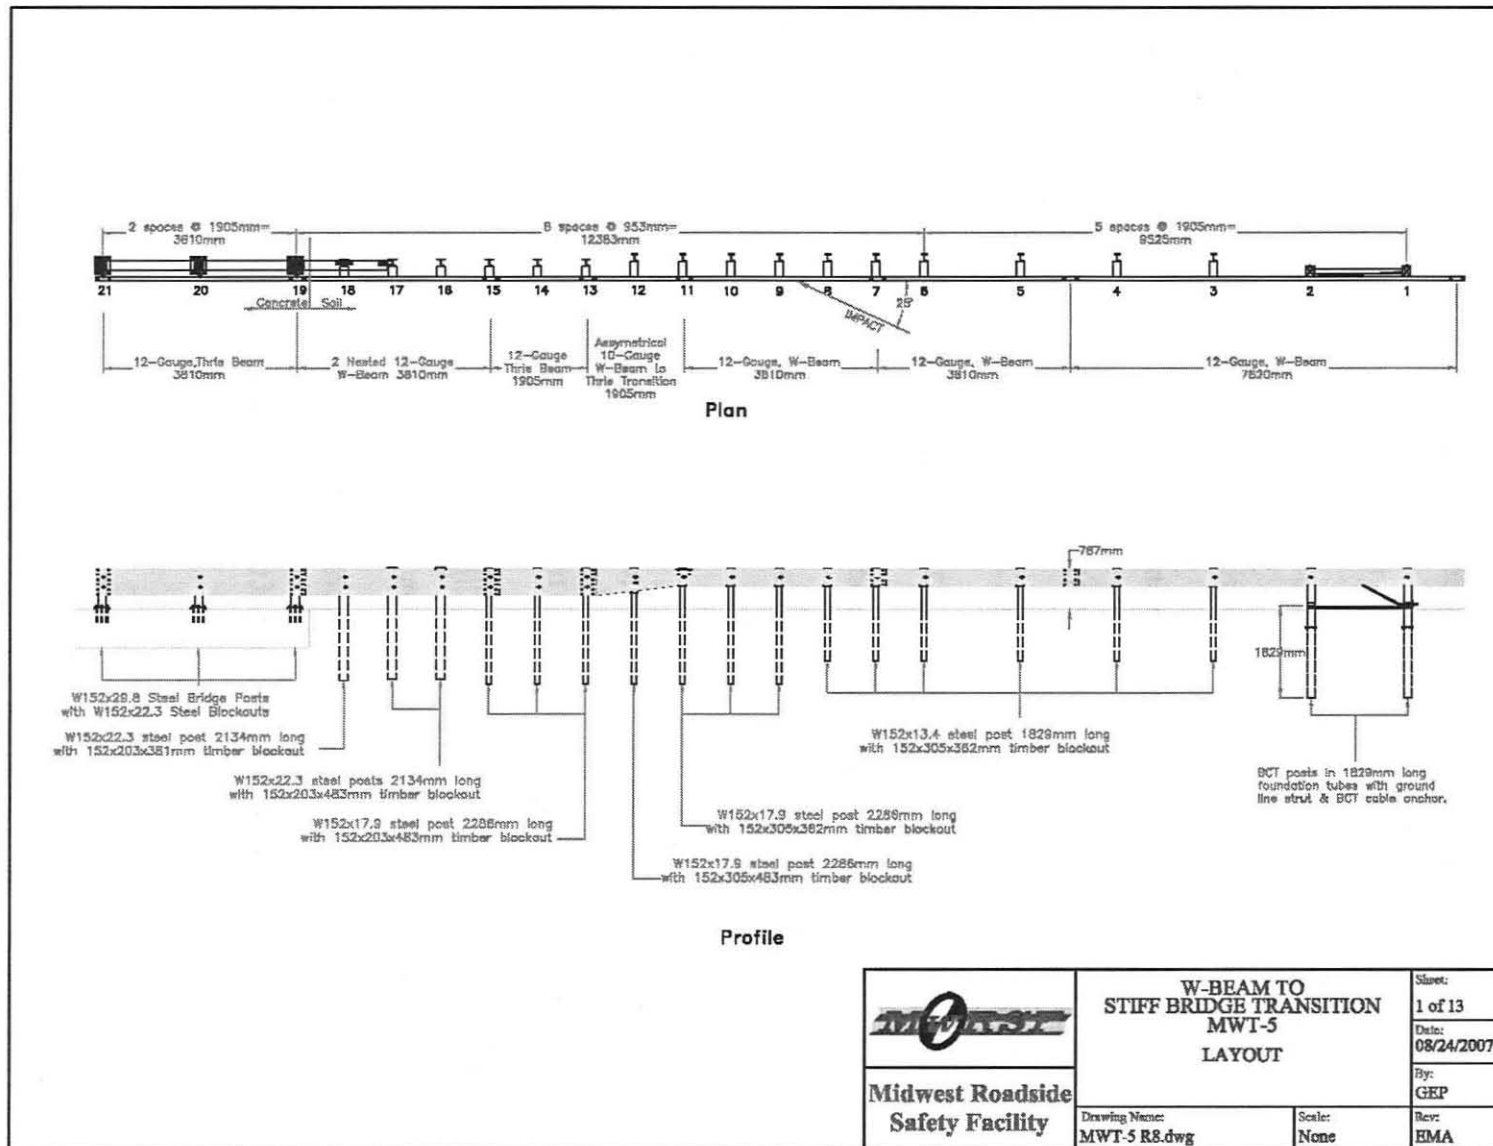 2 spaces @ 1905mm=
3810mm
8 spaces @ 953mm=
12383mm
5 spaces @ 1905mm=
9525mm
21 20 19 18 17 16 15 14 13 12 11 10 9 8 7 6 5 4 3 2 1
Concrete Soil
IMPACT
25°
12-Gauge, Thrie Beam
3810mm
2 Nested 12-Gauge
W-Beam 3810mm
12-Gauge
Thrie Beam
1905mm
Assymetrical
10-Gauge
W-Beam to
Thrie Transition
1905mm
12-Gauge, W-Beam
3810mm
12-Gauge, W-Beam
3810mm
12-Gauge, W-Beam
7620mm
Plan
787mm
1829mm
W152x29.8 Steel Bridge Posts
with W152x22.3 Steel Blockouts
W152x22.3 steel post 2134mm long
with 152x203x381mm timber blockout
W152x22.3 steel posts 2134mm long
with 152x203x483mm timber blockout
W152x17.9 steel post 2286mm long
with 152x203x483mm timber blockout
W152x17.9 steel post 2286mm long
with 152x305x362mm timber blockout
W152x17.9 steel post 2286mm long
with 152x305x483mm timber blockout
W152x13.4 steel post 1829mm long
with 152x305x362mm timber blockout
BCT posts in 1829mm long
foundation tubes with ground
line strut & BCT cable anchor.
Profile
MWRSF
Midwest Roadside
Safety Facility
W-BEAM TO
STIFF BRIDGE TRANSITION
MWT-5
LAYOUT
Drawing Name:
MWT-5 R8.dwg
Scale:
None
Sheet:
1 of 13
Date:
08/24/2007
By:
GEP
Rev:
EMA